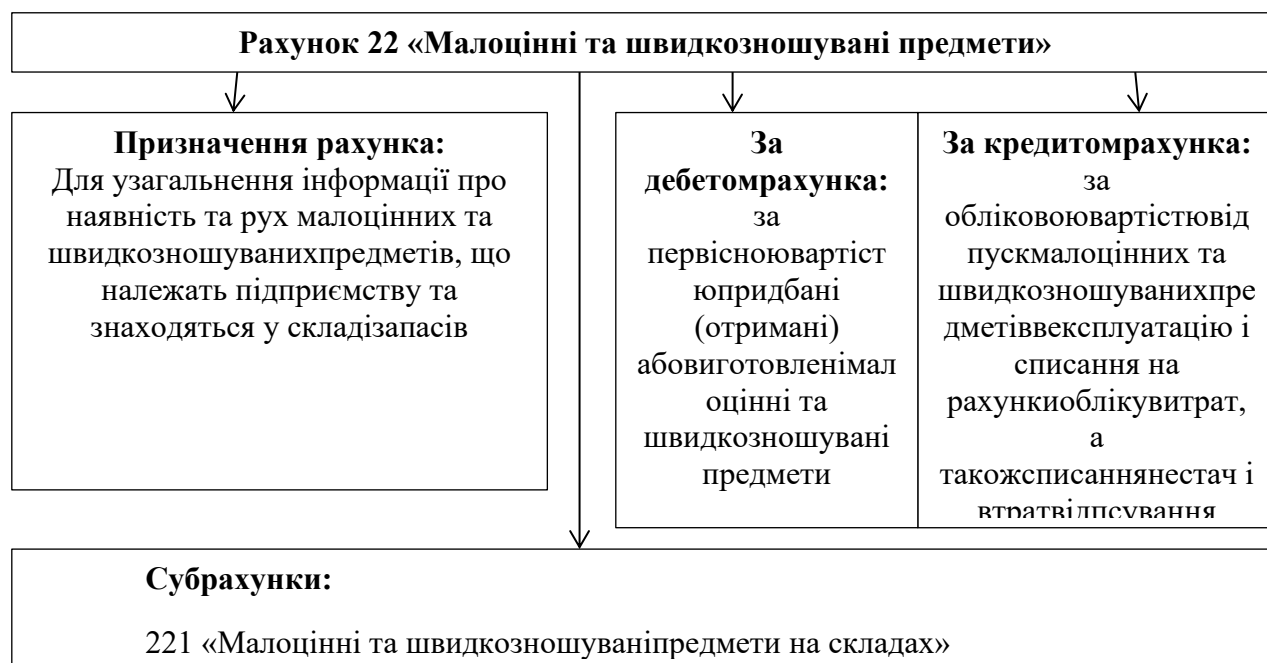 Рахунок 22 «Малоцінні та швидкозношувані предмети»
Призначення рахунка:
Для узагальнення інформації про
наявність та рух малоцінних та
швидкозношуванихпредметів, що
належать підприємству та
знаходяться у складізапасів
За
дебетомрахунка:
за
первісноювартіст
юпридбані
(отримані)
абовиготовленімал
оцінні та
швидкозношувані
предмети
За кредитомрахунка:
за
обліковоювартістювід
пускмалоцінних та
швидкозношуванихпре
дметіввексплуатацію і
списання на
рахункиоблікувитрат,
а
такожсписаннянестач і
втратвідпсування
Субрахунки:
221 «Малоцінні та швидкозношуваніпредмети на складах»